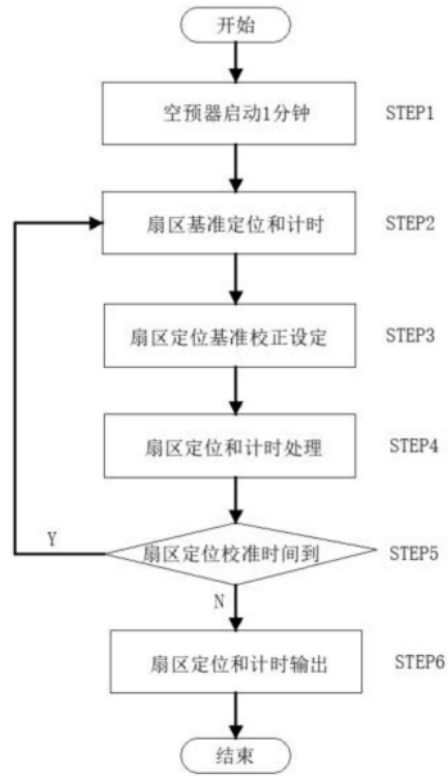 开始
空预器启动1分钟 STEP1
扇区基准定位和计时 STEP2
扇区定位基准校正设定 STEP3
扇区定位和计时处理 STEP4
Y 扇区定位校准时间到 STEP5
N
扇区定位和计时输出 STEP6
结束